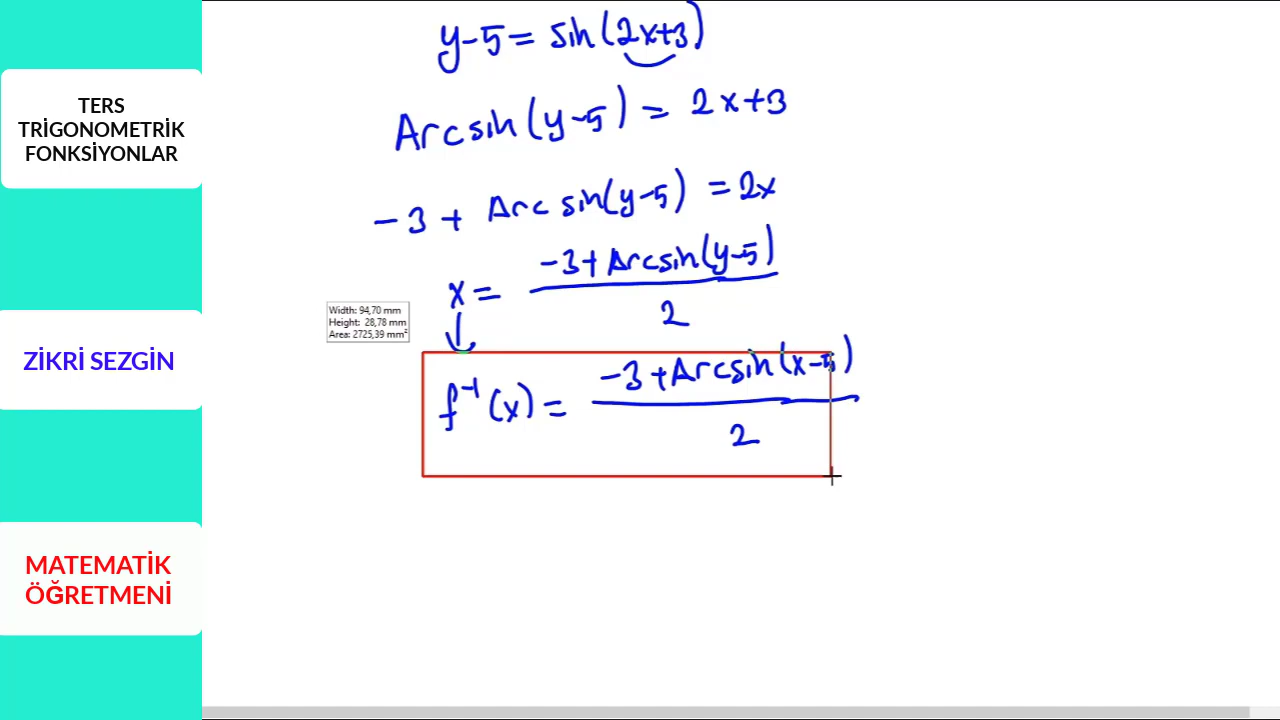 TERS
TRİGONOMETRİK
FONKSİYONLAR
ZİKRİ SEZGİN
MATEMATİK
ÖĞRETMENİ
y-5 = sin(2x+3)
Arcsin(y-5) = 2x+3
-3 + Arc sin(y-5) = 2x
x = (-3+Arcsin(y-5))/2
Width: 94,70 mm
Height: 28,78 mm
Area: 2725,39 mm²
f⁻¹(x) = (-3+Arcsin(x-5))/2